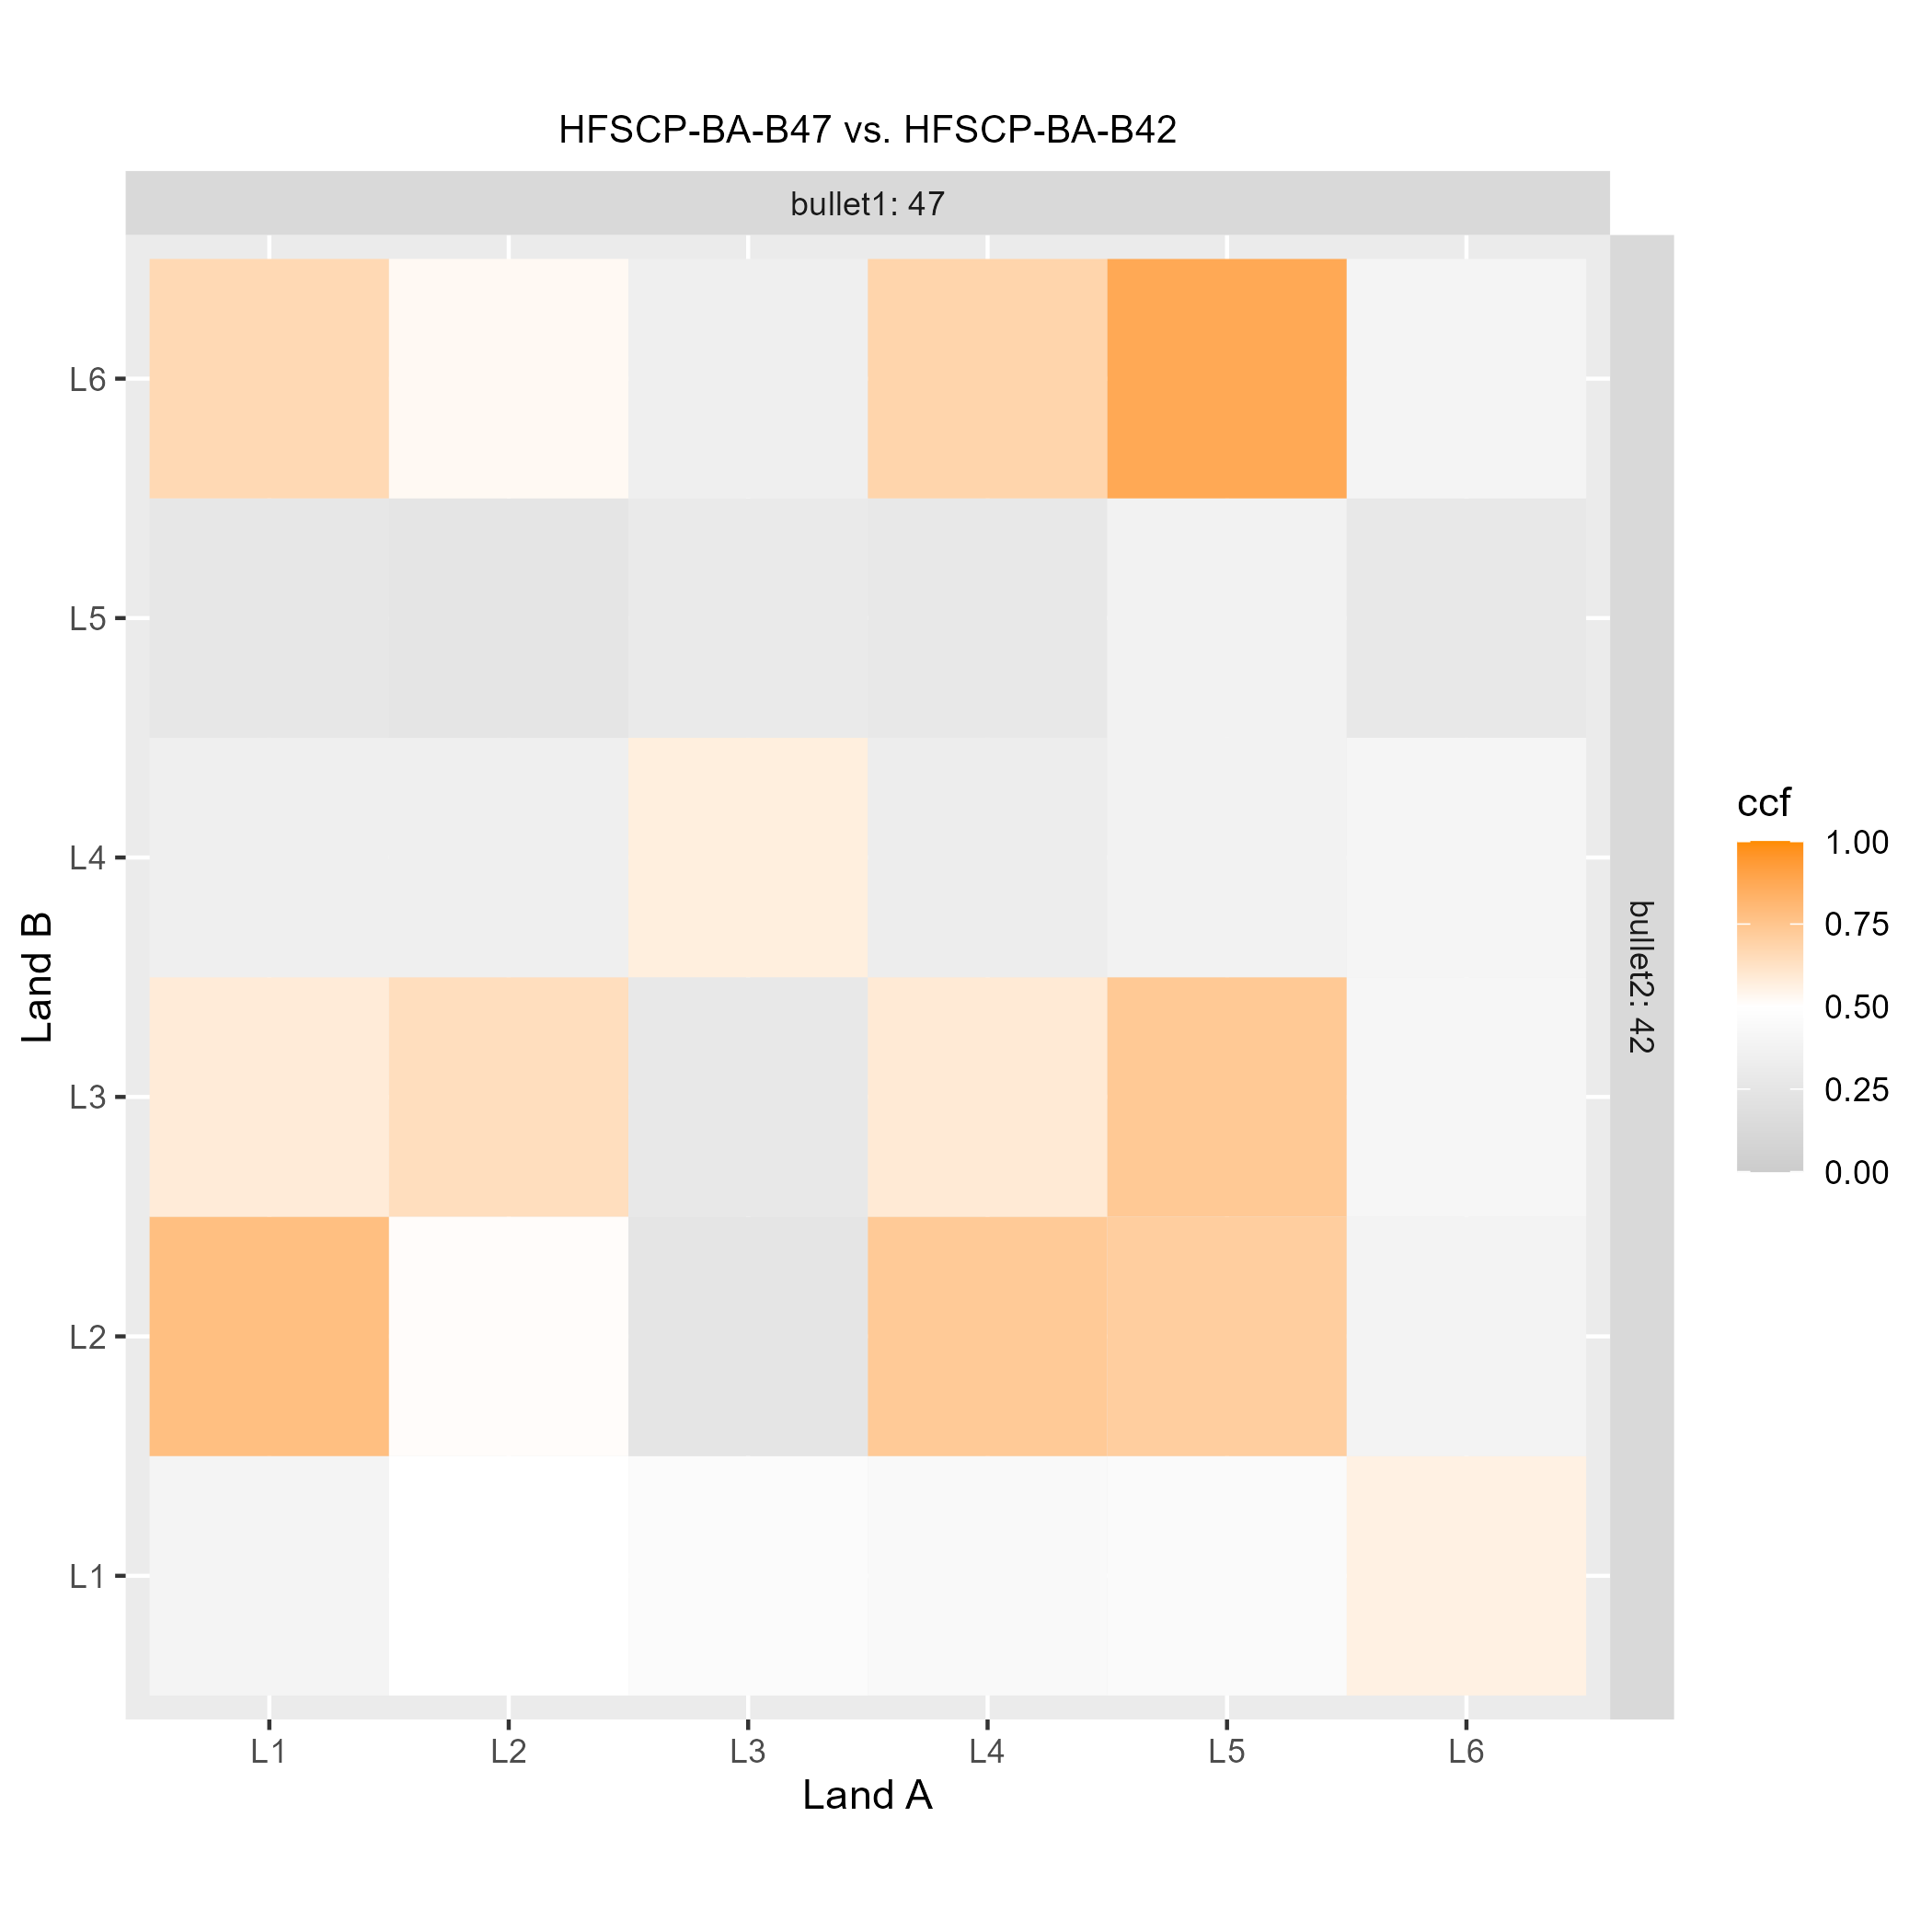 HFSCP-BA-B47 vs. HFSCP-BA-B42
bullet1: 47
L6
L5
L4
L3
L2
L1
Land B
bullet2: 42
L1 L2 L3 L4 L5 L6
Land A
ccf
1.00
0.75
0.50
0.25
0.00